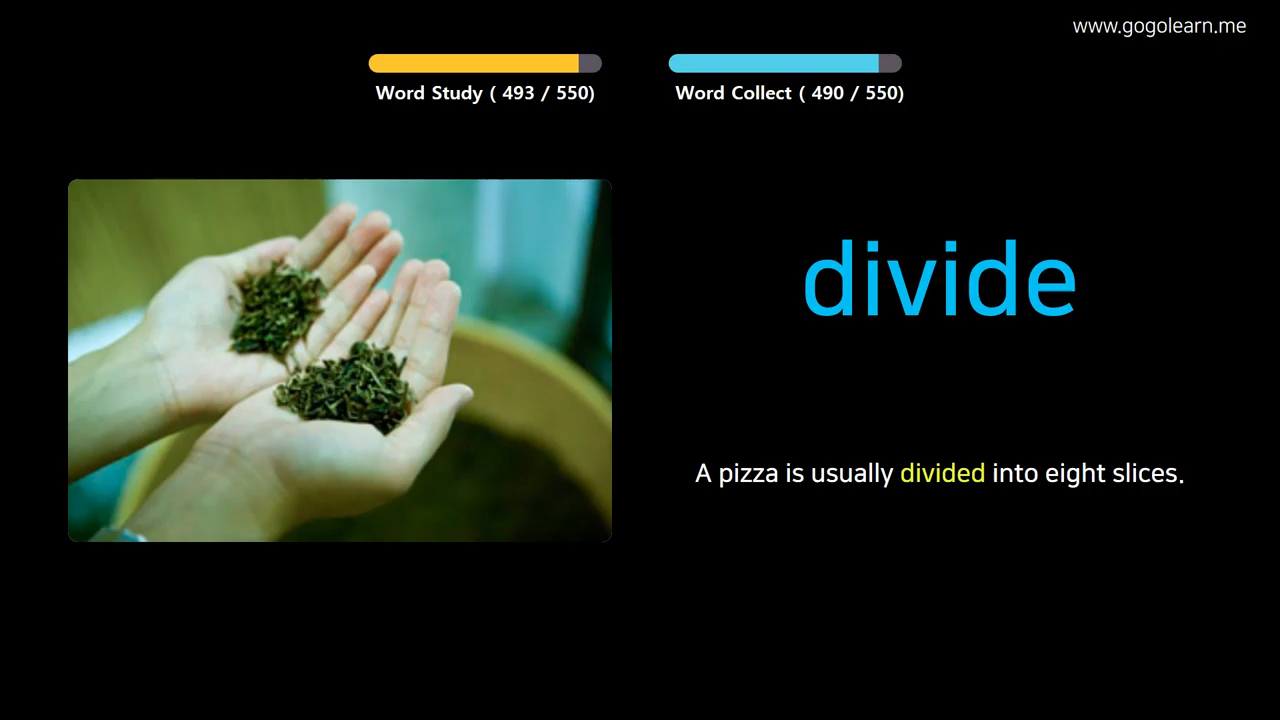 www.gogolearn.me
Word Study ( 493 / 550)
Word Collect ( 490 / 550)
divide
A pizza is usually divided into eight slices.